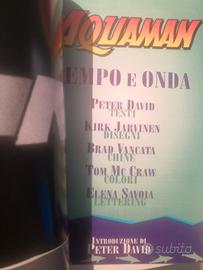 AQUAMAN
EMPO E ONDA
PETER DAVID
TESTI
KIRK JARVINEN
DISEGNI
BRAD VANCATA
CHINE
TOM MC CRAW
COLORI
ELENA SAVOIA
LETTERING
INTRODUZIONE DI
PETER DAVID
subito